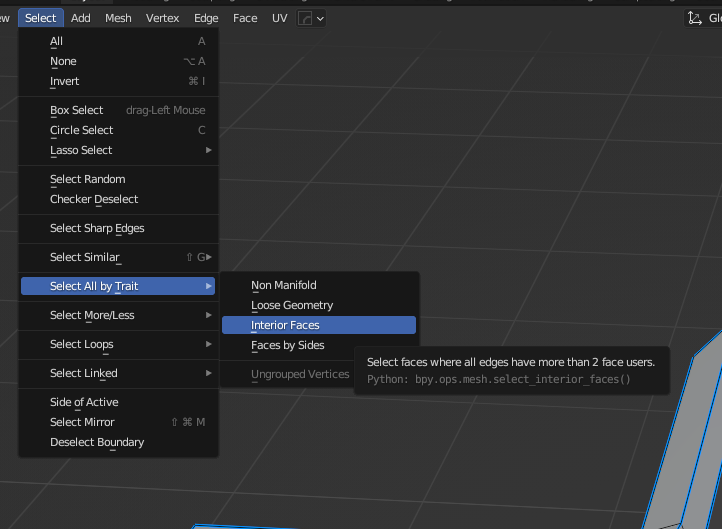 Select Add Mesh Vertex Edge Face UV
All A
None ⌥ A
Invert ⌘ I
Box Select drag-Left Mouse
Circle Select C
Lasso Select
Select Random
Checker Deselect
Select Sharp Edges
Select Similar ⇧ G
Select All by Trait
Non Manifold
Loose Geometry
Interior Faces
Faces by Sides
Ungrouped Vertices
Select faces where all edges have more than 2 face users.
Python: bpy.ops.mesh.select_interior_faces()
Select More/Less
Select Loops
Select Linked
Side of Active
Select Mirror ⇧ ⌘ M
Deselect Boundary